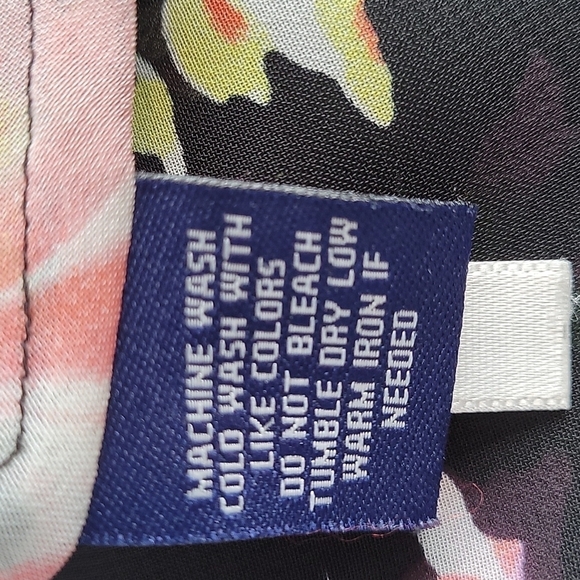 MACHINE WASH
COLD WASH WITH
LIKE COLORS
DO NOT BLEACH
TUMBLE DRY LOW
WARM IRON IF
NEEDED